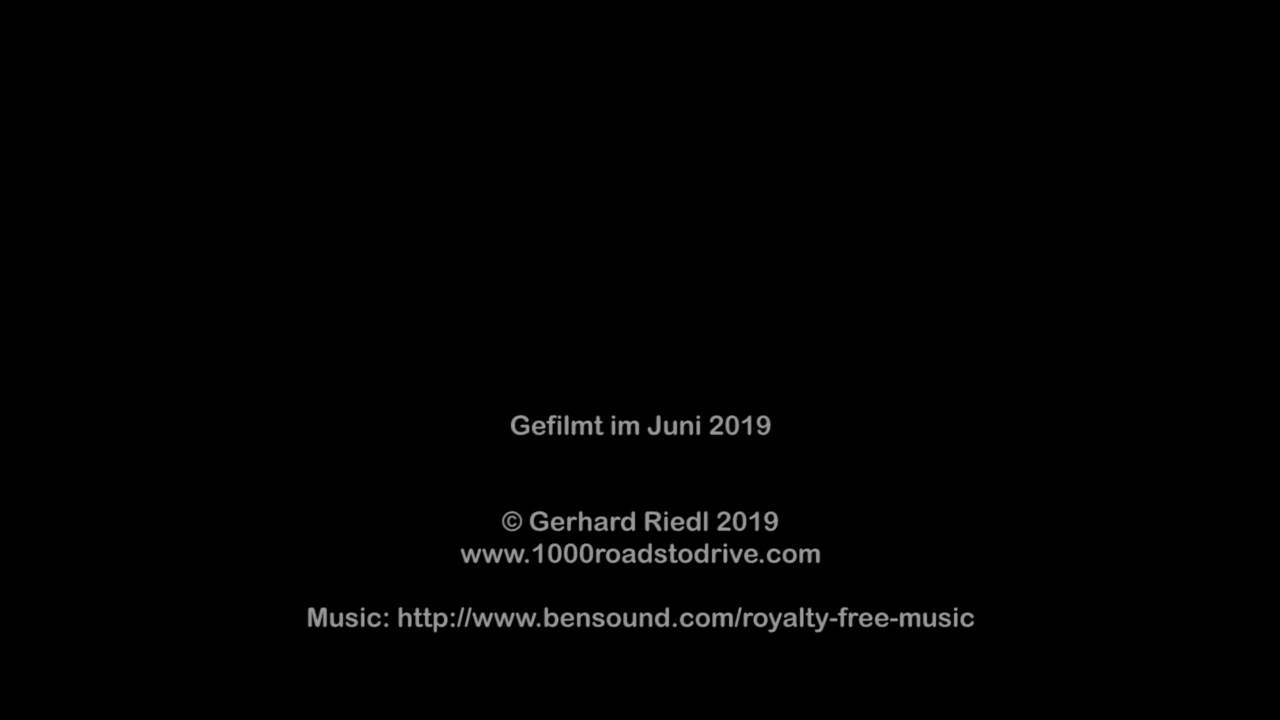 Gefilmt im Juni 2019
© Gerhard Riedl 2019
www.1000roadstodrive.com
Music: http://www.bensound.com/royalty-free-music